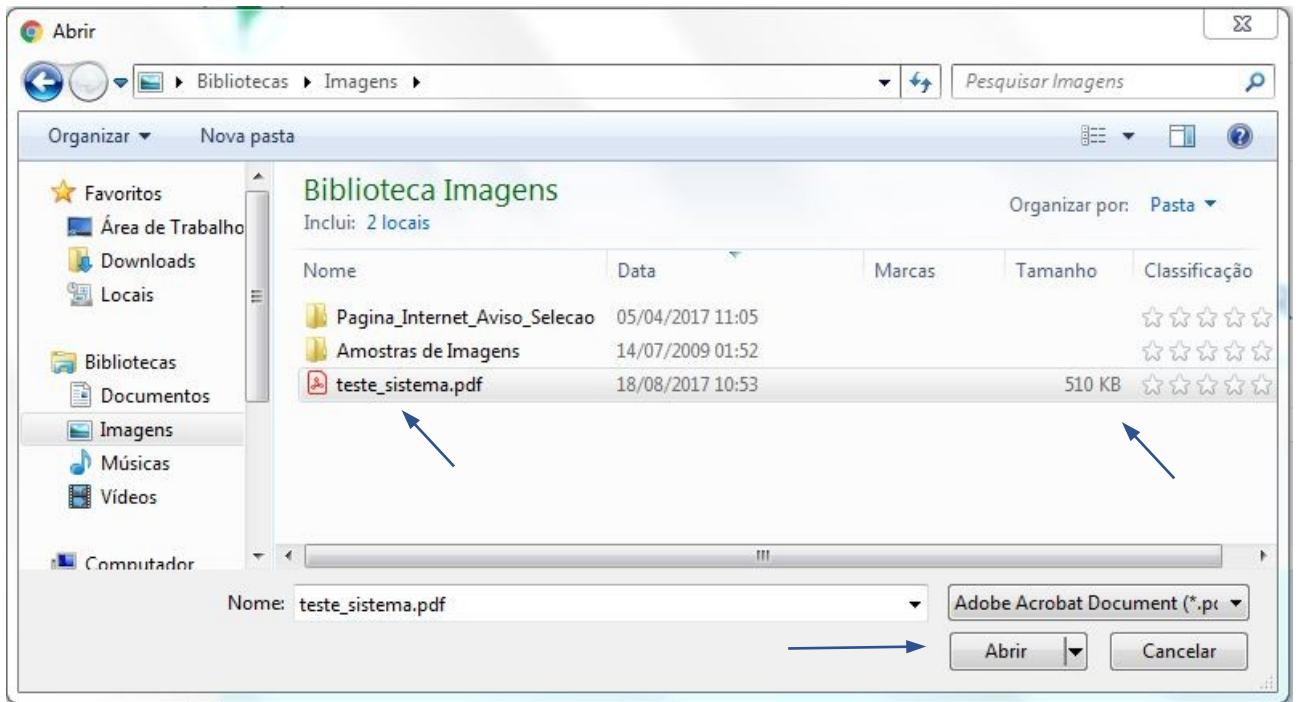 Abrir
Bibliotecas Imagens
Pesquisar Imagens
Organizar Nova pasta
Favoritos
Área de Trabalho
Downloads
Locais
Bibliotecas
Documentos
Imagens
Músicas
Vídeos
Computador
Biblioteca Imagens
Inclui: 2 locais
Organizar por: Pasta
Nome Data Marcas Tamanho Classificação
Pagina_Internet_Aviso_Selecao 05/04/2017 11:05
Amostras de Imagens 14/07/2009 01:52
teste_sistema.pdf 18/08/2017 10:53 510 KB
Nome: teste_sistema.pdf
Adobe Acrobat Document (*.p
Abrir Cancelar